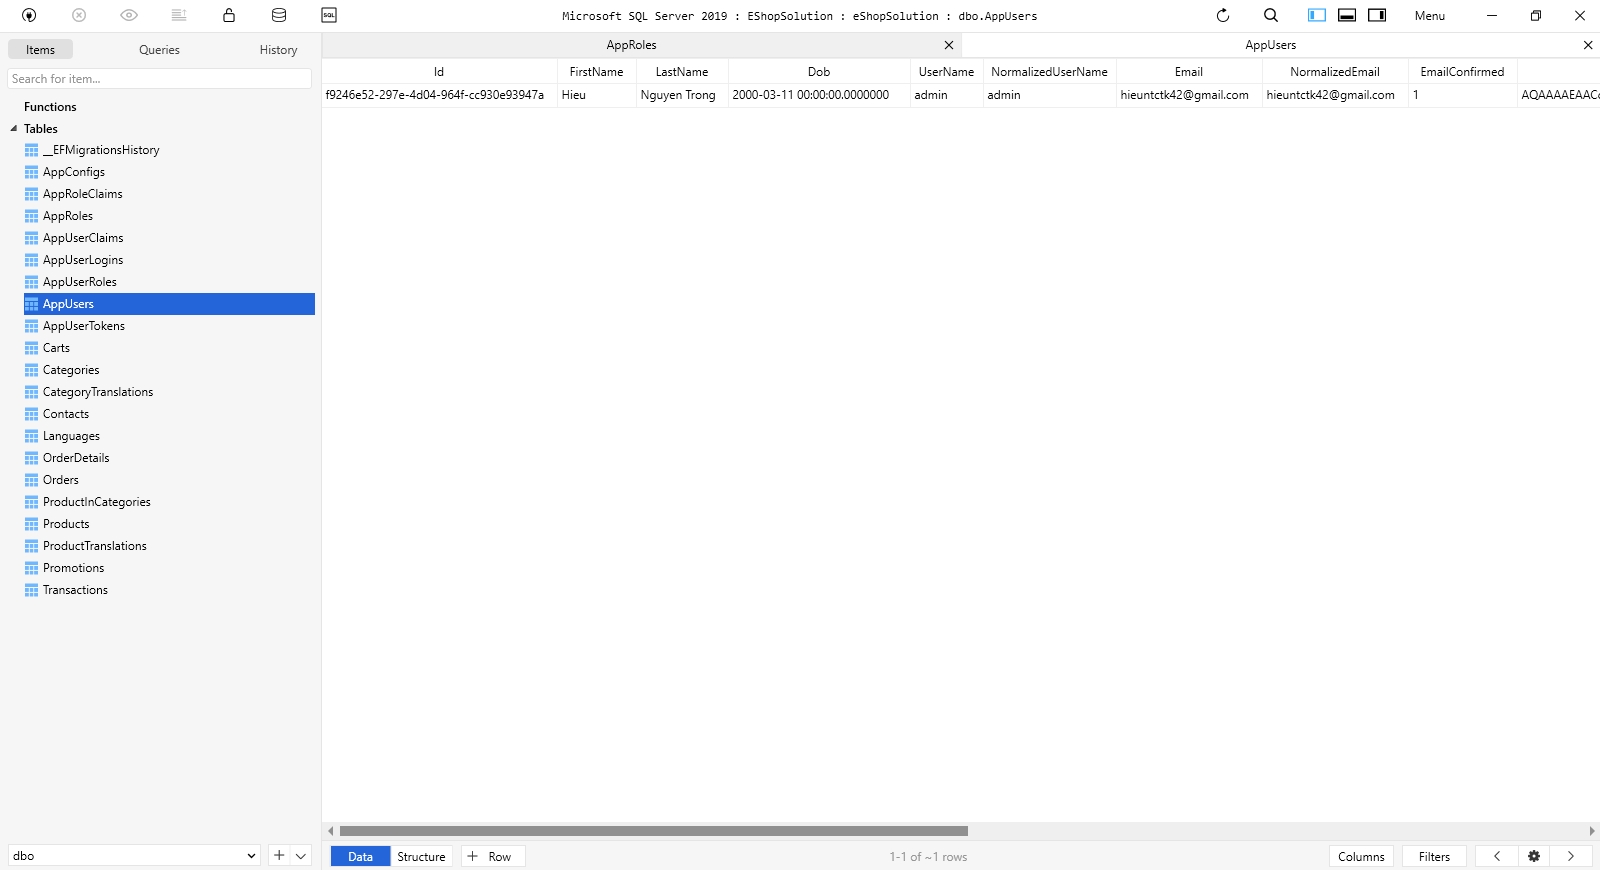 SQL
Microsoft SQL Server 2019 : EShopSolution : eShopSolution : dbo.AppUsers
Menu
Items Queries History
AppRoles AppUsers
Search for item...
Id FirstName LastName Dob UserName NormalizedUserName Email NormalizedEmail EmailConfirmed
f9246e52-297e-4d04-964f-cc930e93947a Hieu Nguyen Trong 2000-03-11 00:00:00.0000000 admin admin hieuntctk42@gmail.com hieuntctk42@gmail.com 1
Functions
Tables
__EFMigrationsHistory
AppConfigs
AppRoleClaims
AppRoles
AppUserClaims
AppUserLogins
AppUserRoles
AppUsers
AppUserTokens
Carts
Categories
CategoryTranslations
Contacts
Languages
OrderDetails
Orders
ProductInCategories
Products
ProductTranslations
Promotions
Transactions
dbo
Data Structure + Row 1-1 of ~1 rows Columns Filters